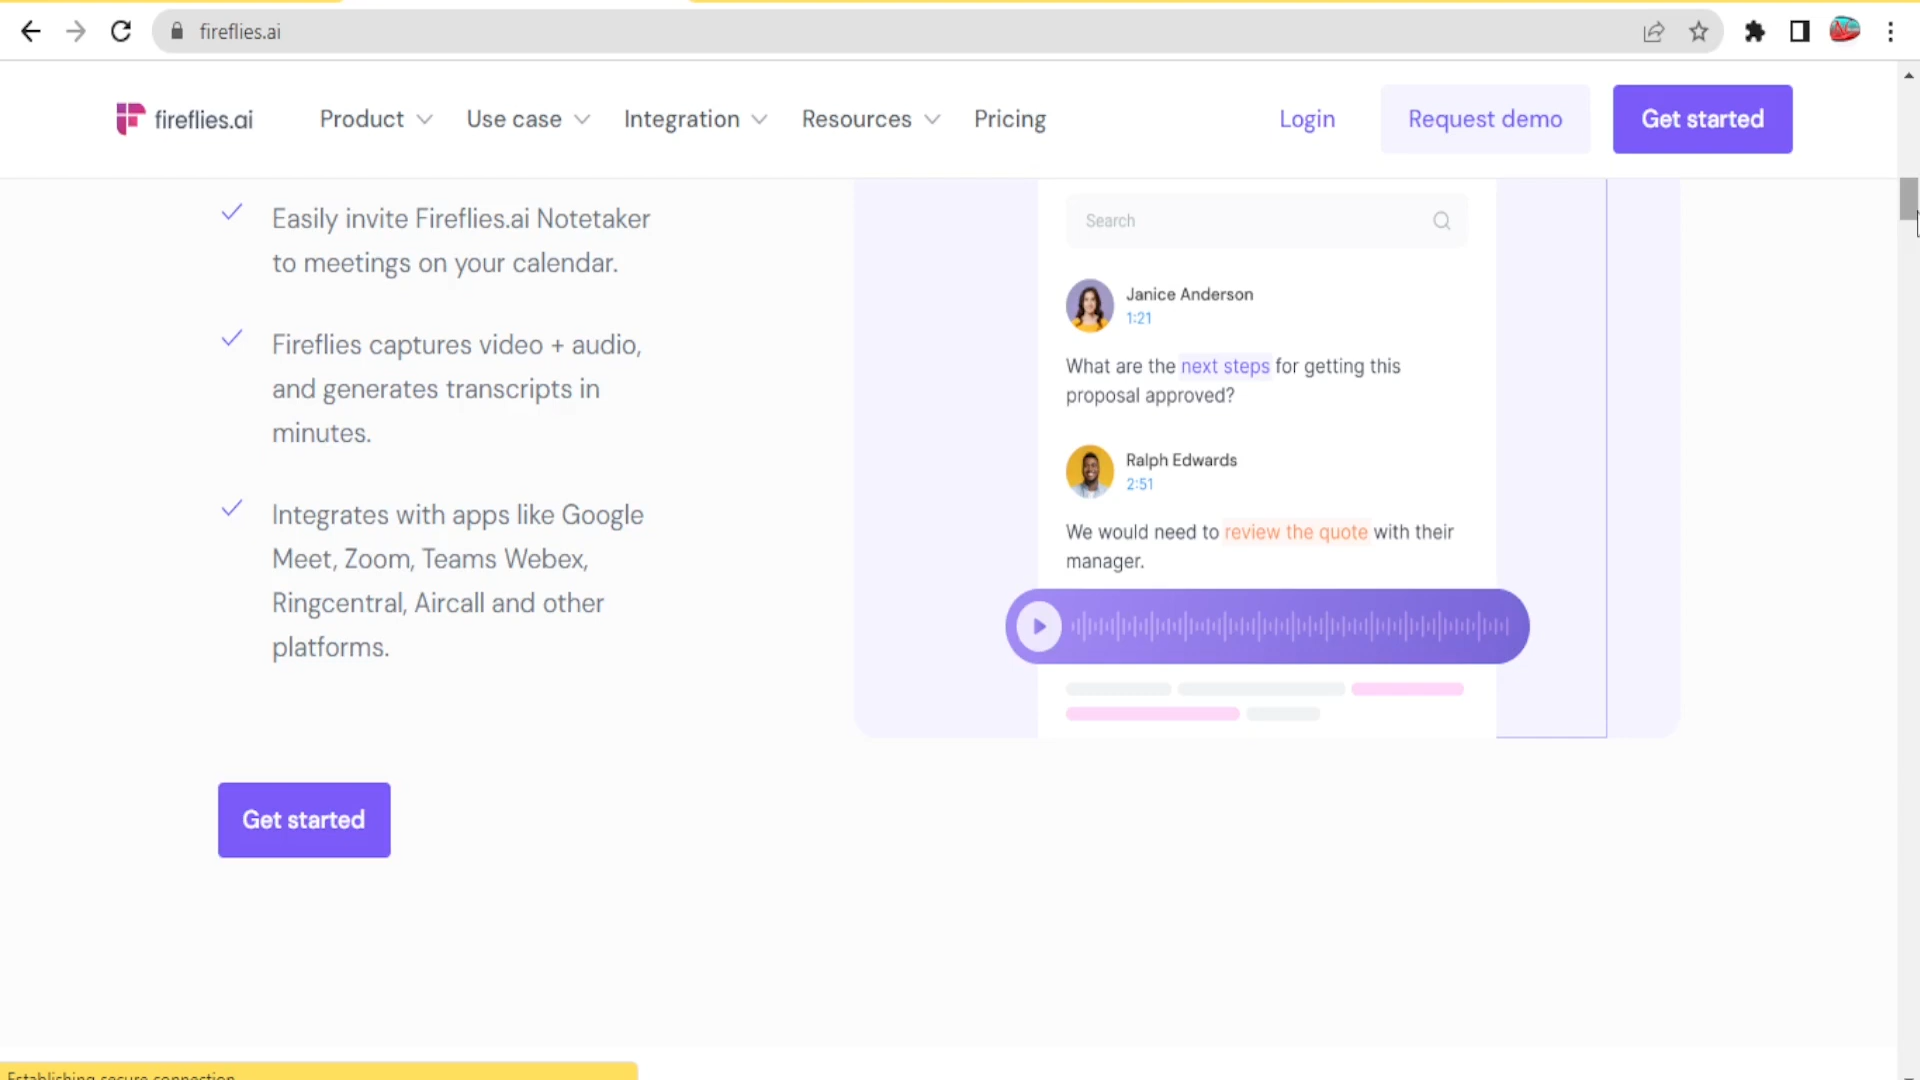 fireflies.ai
fireflies.ai Product Use case Integration Resources Pricing Login Request demo Get started
Easily invite Fireflies.ai Notetaker
to meetings on your calendar.
Fireflies captures video + audio,
and generates transcripts in
minutes.
Integrates with apps like Google
Meet, Zoom, Teams Webex,
Ringcentral, Aircall and other
platforms.
Get started
Search
Janice Anderson
1:21
What are the next steps for getting this
proposal approved?
Ralph Edwards
2:51
We would need to review the quote with their
manager.
Establishing secure connection